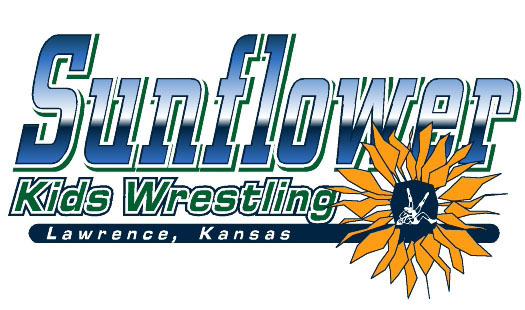 Sunflower
Kids Wrestling
Lawrence, Kansas